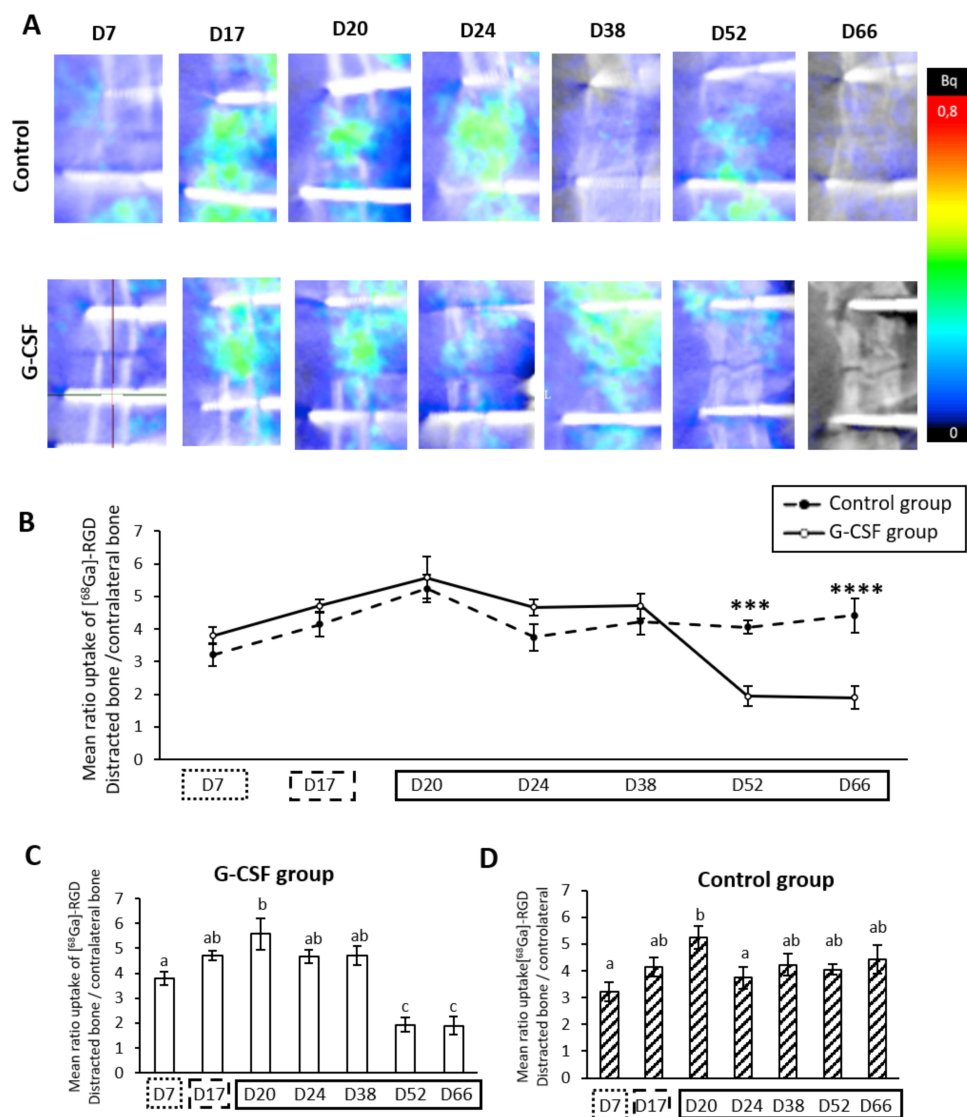 A
D7 D17 D20 D24 D38 D52 D66
Control
Bq
0,8
G-CSF
L
0
B
Control group
G-CSF group
Mean ratio uptake of [⁶⁸Ga]-RGD
Distracted bone /contralateral bone
7
6
5
4
3
2
1
0
*** ****
D7 D17 D20 D24 D38 D52 D66
C
G-CSF group
Mean ratio uptake of [⁶⁸Ga]-RGD
Distracted bone / contralateral bone
7
6
5
4
3
2
1
0
a ab b ab ab c c
D7 D17 D20 D24 D38 D52 D66
D
Control group
Mean ratio uptake[⁶⁸Ga]-RGD
Distracted bone / controlateral
7
6
5
4
3
2
1
0
a ab b a ab ab ab
D7 D17 D20 D24 D38 D52 D66